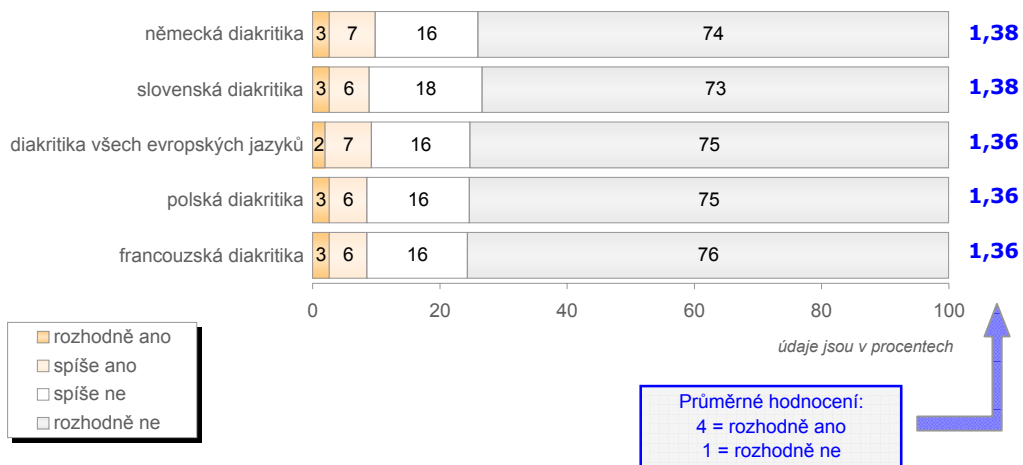 německá diakritika 3 7 16 74 1,38
slovenská diakritika 3 6 18 73 1,38
diakritika všech evropských jazyků 2 7 16 75 1,36
polská diakritika 3 6 16 75 1,36
francouzská diakritika 3 6 16 76 1,36
0 20 40 60 80 100
údaje jsou v procentech
rozhodně ano
spíše ano
spíše ne
rozhodně ne
Průměrné hodnocení:
4 = rozhodně ano
1 = rozhodně ne